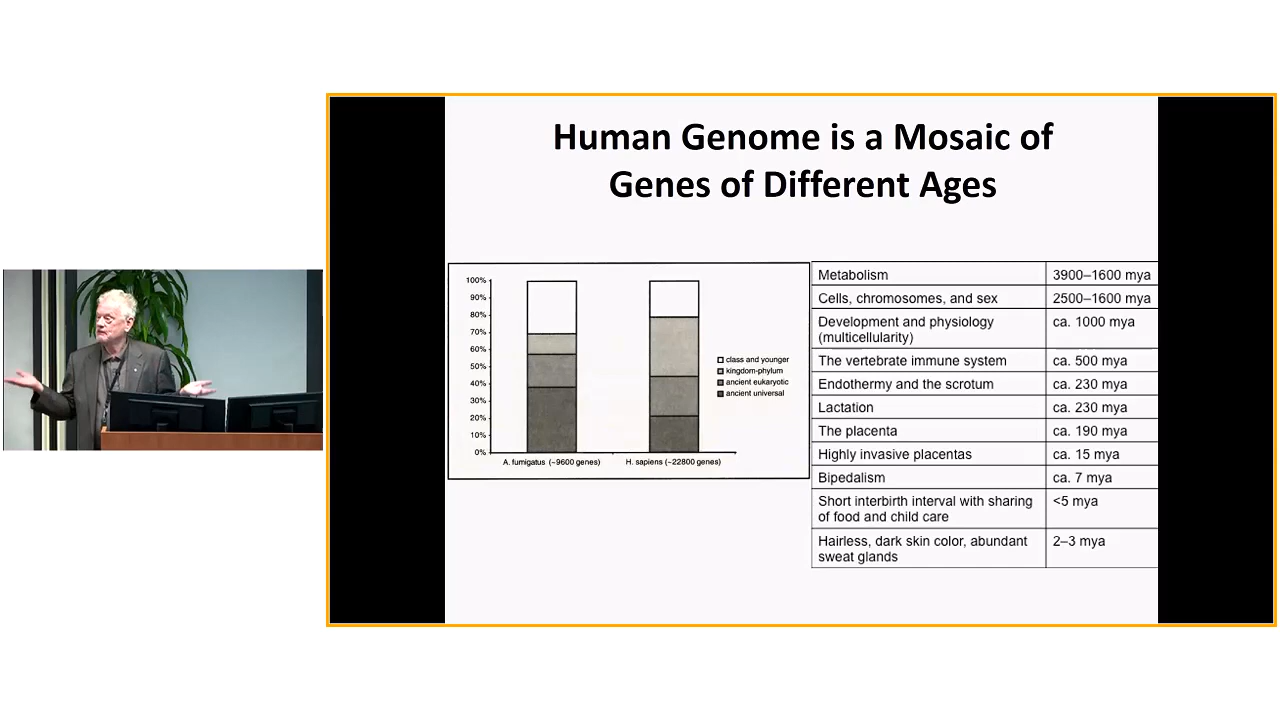 Human Genome is a Mosaic of
Genes of Different Ages
100%
90%
80%
70%
60%
50%
40%
30%
20%
10%
0%
A. fumigatus (~9600 genes)
H. sapiens (~22800 genes)
class and younger
kingdom-phylum
ancient eukaryotic
ancient universal
Metabolism 3900–1600 mya
Cells, chromosomes, and sex 2500–1600 mya
Development and physiology ca. 1000 mya
(multicellularity)
The vertebrate immune system ca. 500 mya
Endothermy and the scrotum ca. 230 mya
Lactation ca. 230 mya
The placenta ca. 190 mya
Highly invasive placentas ca. 15 mya
Bipedalism ca. 7 mya
Short interbirth interval with sharing <5 mya
of food and child care
Hairless, dark skin color, abundant 2–3 mya
sweat glands